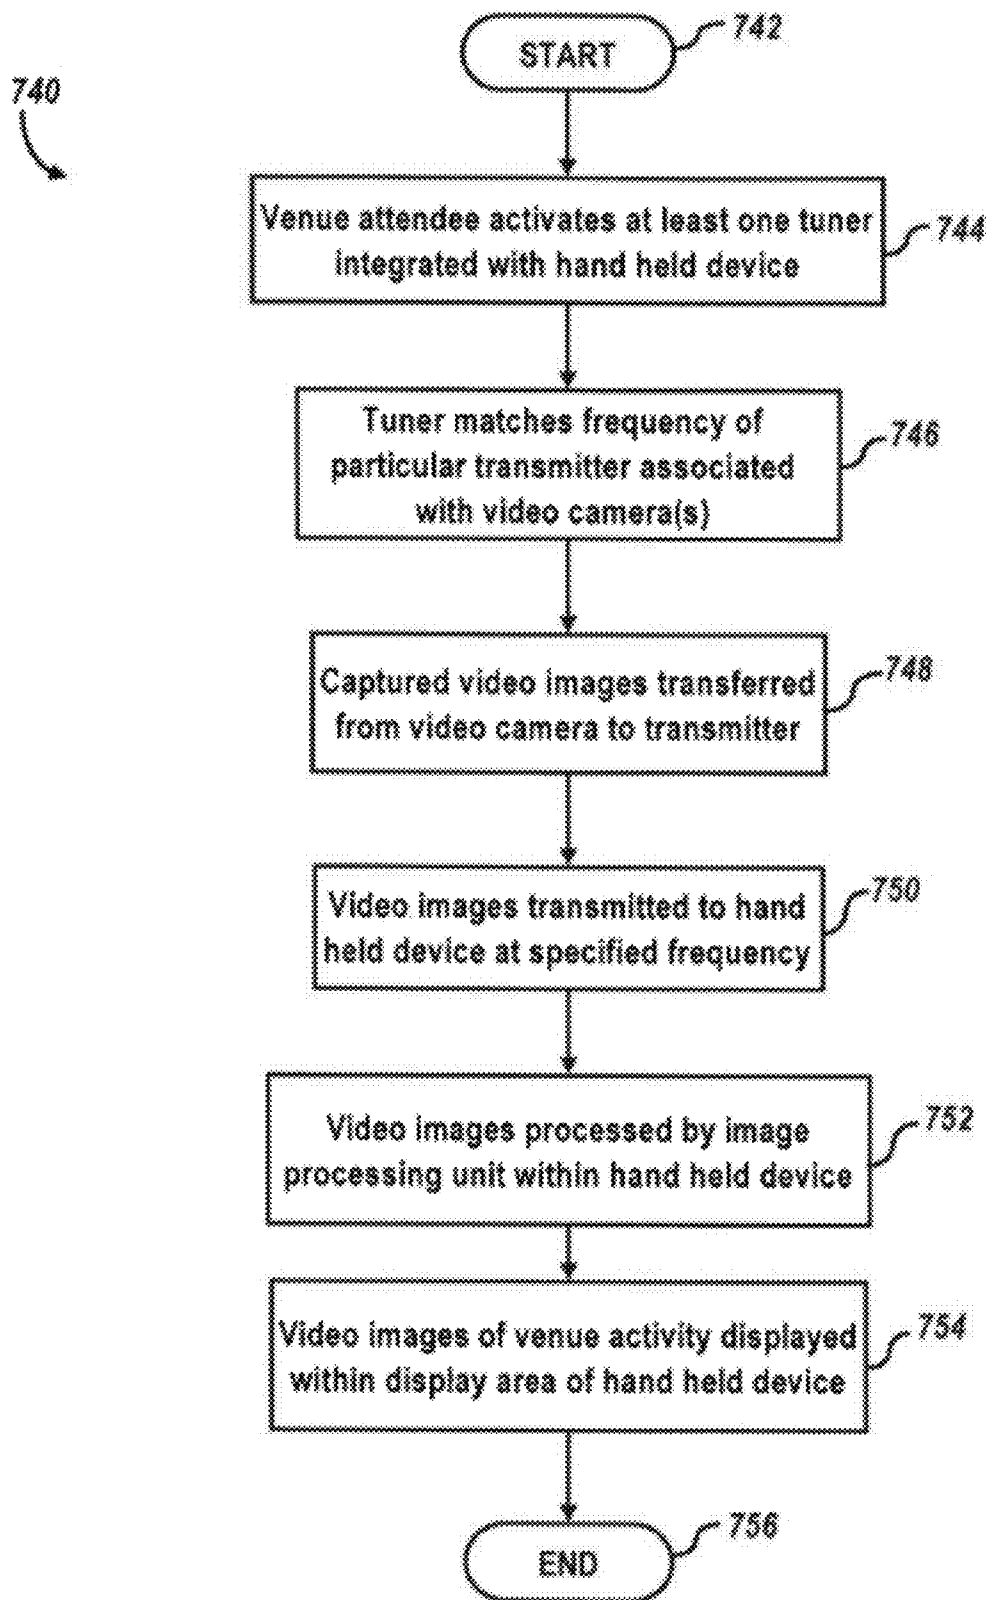 742
START
740
Venue attendee activates at least one tuner
integrated with hand held device
744
Tuner matches frequency of
particular transmitter associated
with video camera(s)
746
Captured video images transferred
from video camera to transmitter
748
Video images transmitted to hand
held device at specified frequency
750
Video images processed by image
processing unit within hand held device
752
Video images of venue activity displayed
within display area of hand held device
754
END
756